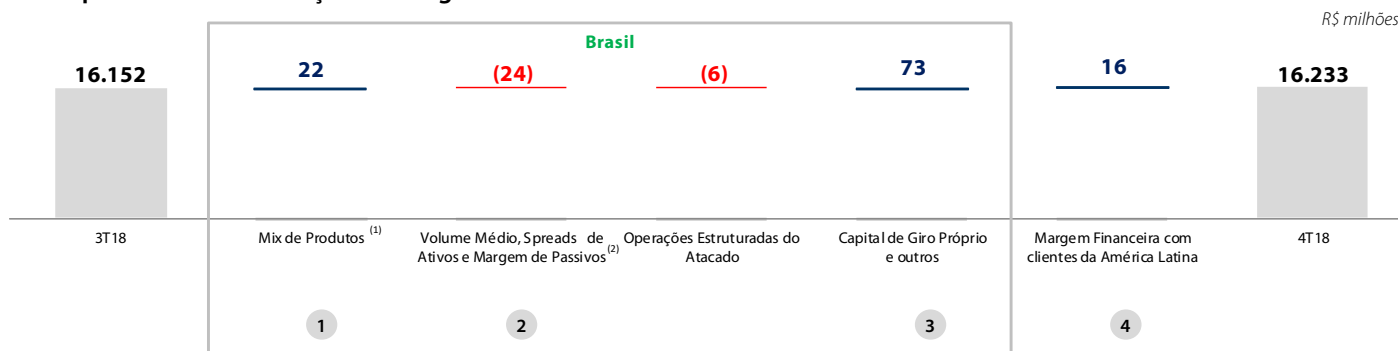 R$ milhões
Brasil
16.152
22
(24)
(6)
73
16
16.233
3T18
Mix de Produtos (1)
Volume Médio, Spreads de
Ativos e Margem de Passivos (2)
Operações Estruturadas do
Atacado
Capital de Giro Próprio
e outros
Margem Financeira com
clientes da América Latina
4T18
1
2
3
4